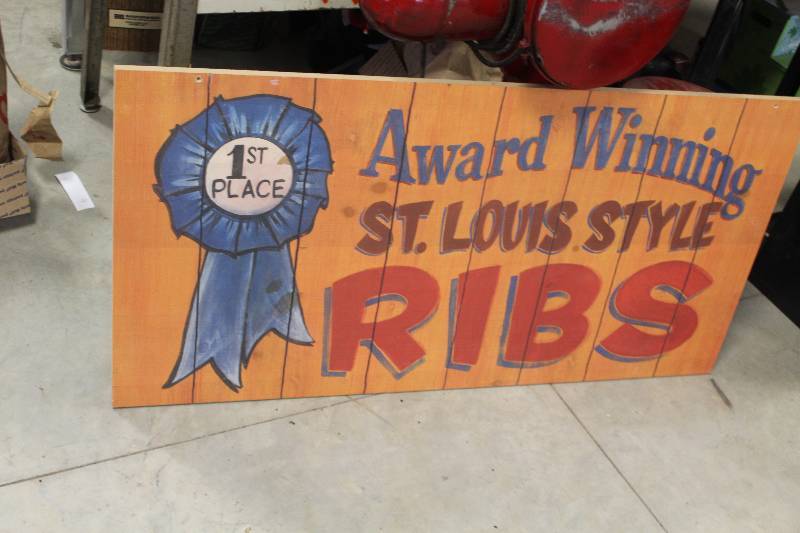 1ST
PLACE
Award Winning
ST. LOUIS STYLE
RIBS